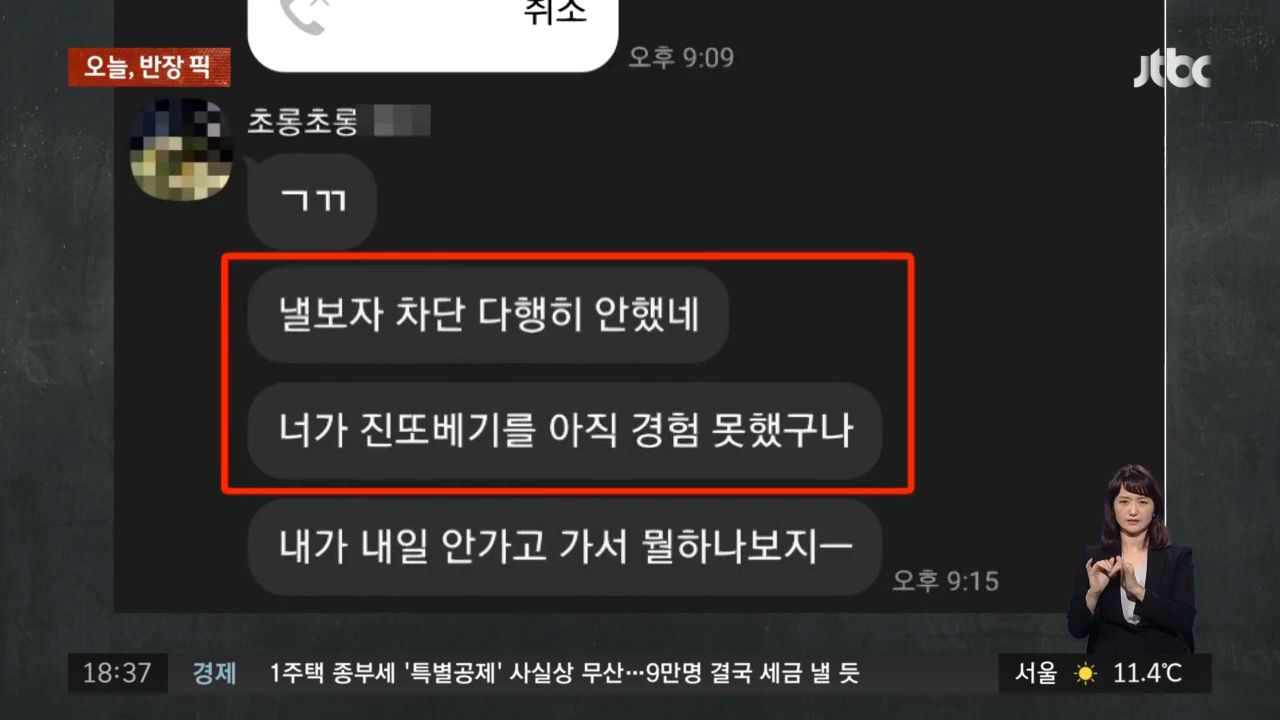 취소
오후 9:09
오늘, 반장 픽
jtbc
초롱초롱
ㄱㄲ
낼보자 차단 다행히 안했네
너가 진또베기를 아직 경험 못했구나
내가 내일 안가고 가서 뭘하나보지ㅡ
오후 9:15
18:37
경제
1주택 종부세 '특별공제' 사실상 무산…9만명 결국 세금 낼 듯
서울
11.4℃